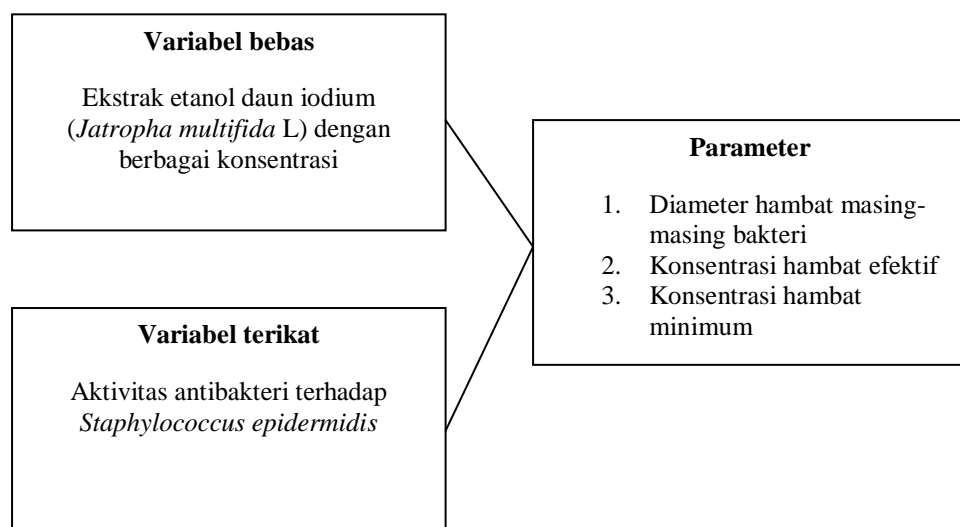 Variabel bebas
Ekstrak etanol daun iodium
(Jatropha multifida L) dengan
berbagai konsentrasi
Variabel terikat
Aktivitas antibakteri terhadap
Staphylococcus epidermidis
Parameter
1. Diameter hambat masing-
masing bakteri
2. Konsentrasi hambat efektif
3. Konsentrasi hambat
minimum